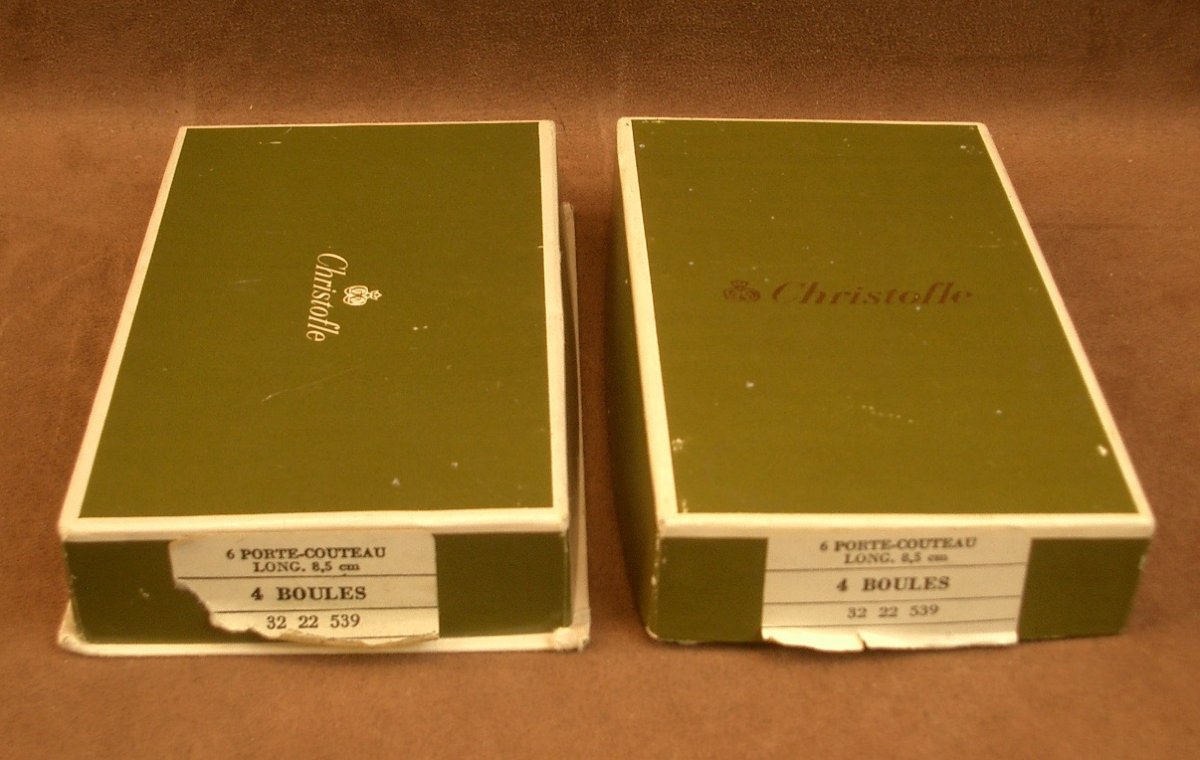 Christofle
6 PORTE-COUTEAU
LONG. 8,5 cm
4 BOULES
32 22 539
Christofle
6 PORTE-COUTEAU
LONG. 8,5 cm
4 BOULES
32 22 539